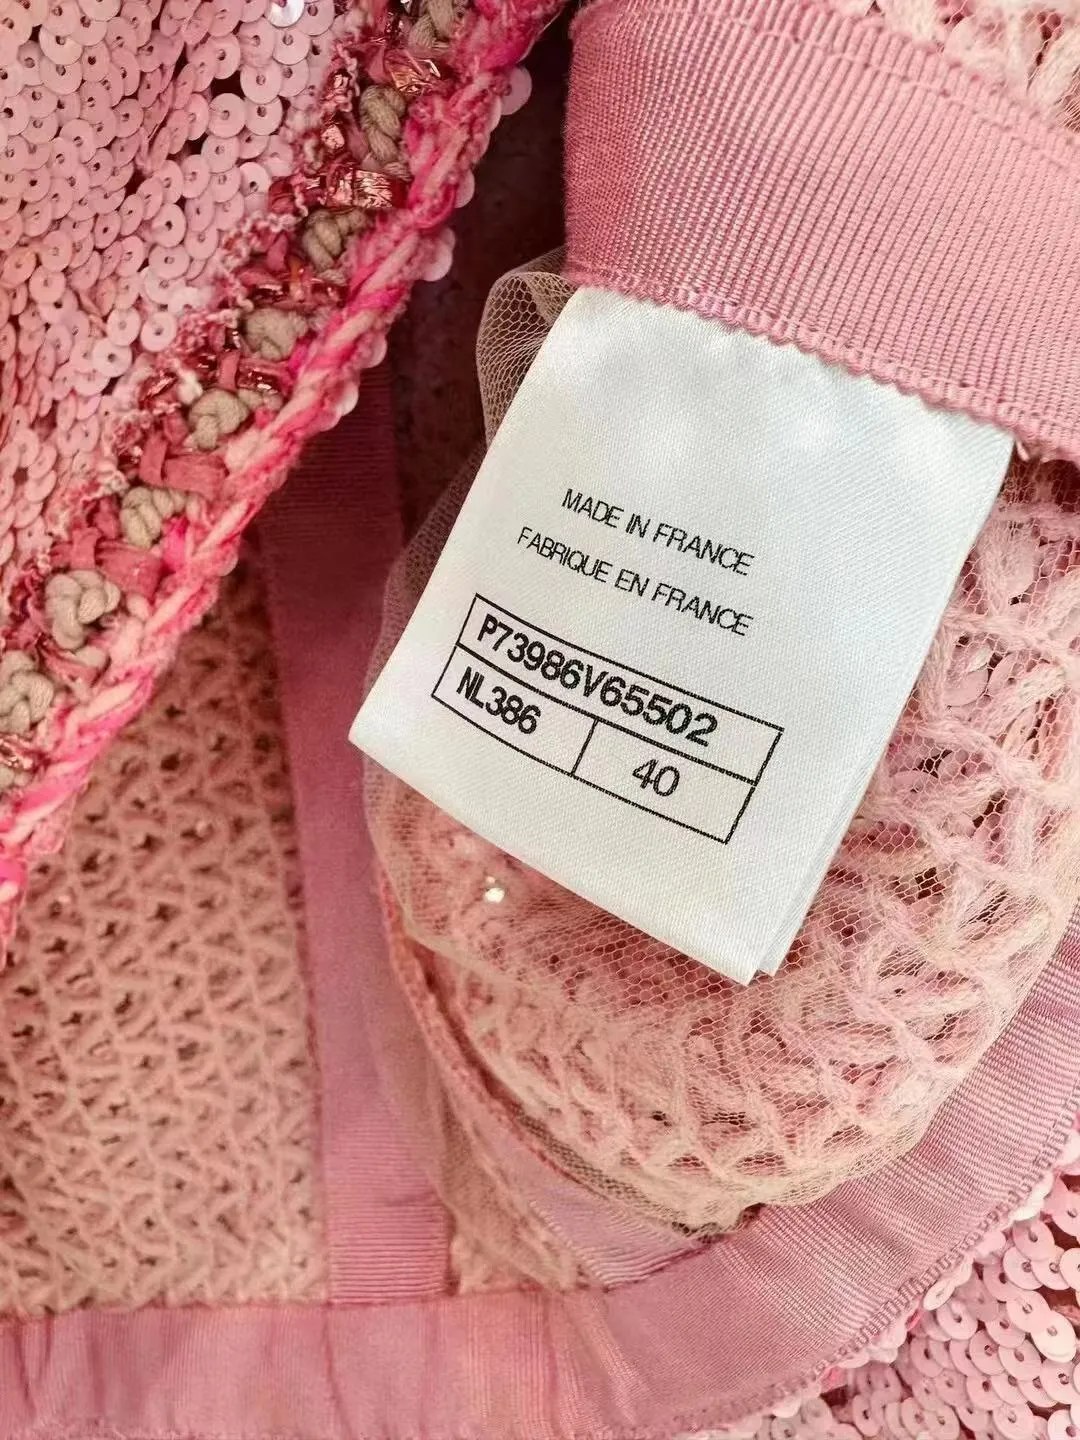 MADE IN FRANCE
FABRIQUE EN FRANCE
P73986V65502
NL386 40